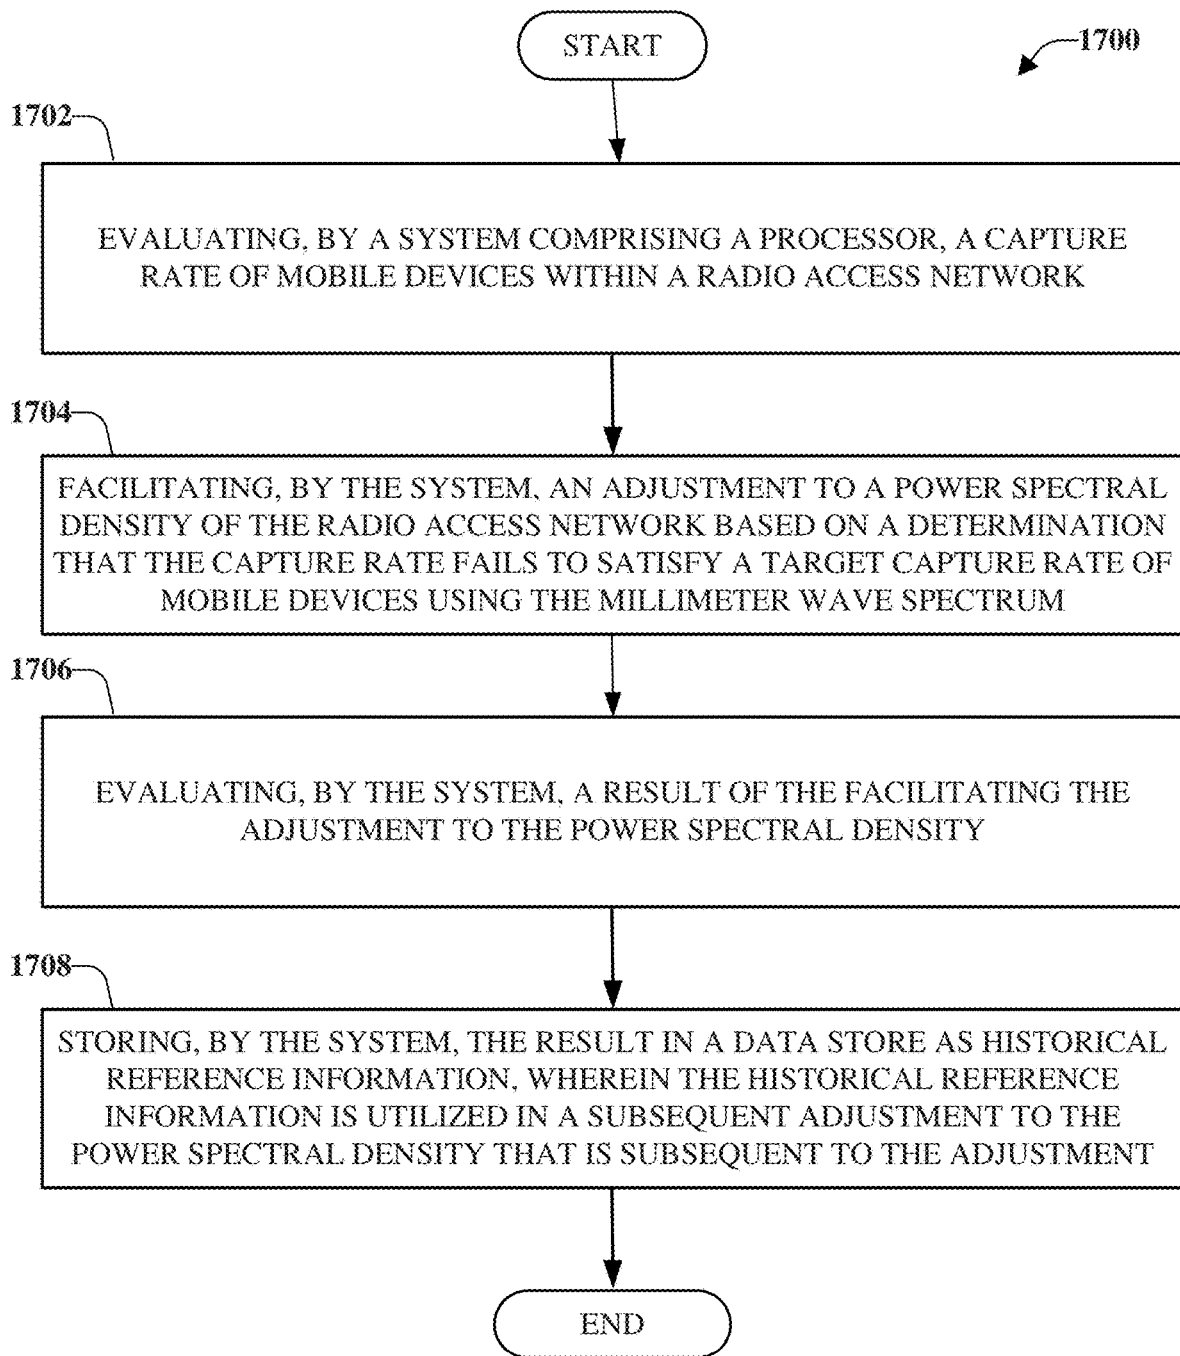 START
1700
1702
EVALUATING, BY A SYSTEM COMPRISING A PROCESSOR, A CAPTURE
RATE OF MOBILE DEVICES WITHIN A RADIO ACCESS NETWORK
1704
FACILITATING, BY THE SYSTEM, AN ADJUSTMENT TO A POWER SPECTRAL
DENSITY OF THE RADIO ACCESS NETWORK BASED ON A DETERMINATION
THAT THE CAPTURE RATE FAILS TO SATISFY A TARGET CAPTURE RATE OF
MOBILE DEVICES USING THE MILLIMETER WAVE SPECTRUM
1706
EVALUATING, BY THE SYSTEM, A RESULT OF THE FACILITATING THE
ADJUSTMENT TO THE POWER SPECTRAL DENSITY
1708
STORING, BY THE SYSTEM, THE RESULT IN A DATA STORE AS HISTORICAL
REFERENCE INFORMATION, WHEREIN THE HISTORICAL REFERENCE
INFORMATION IS UTILIZED IN A SUBSEQUENT ADJUSTMENT TO THE
POWER SPECTRAL DENSITY THAT IS SUBSEQUENT TO THE ADJUSTMENT
END